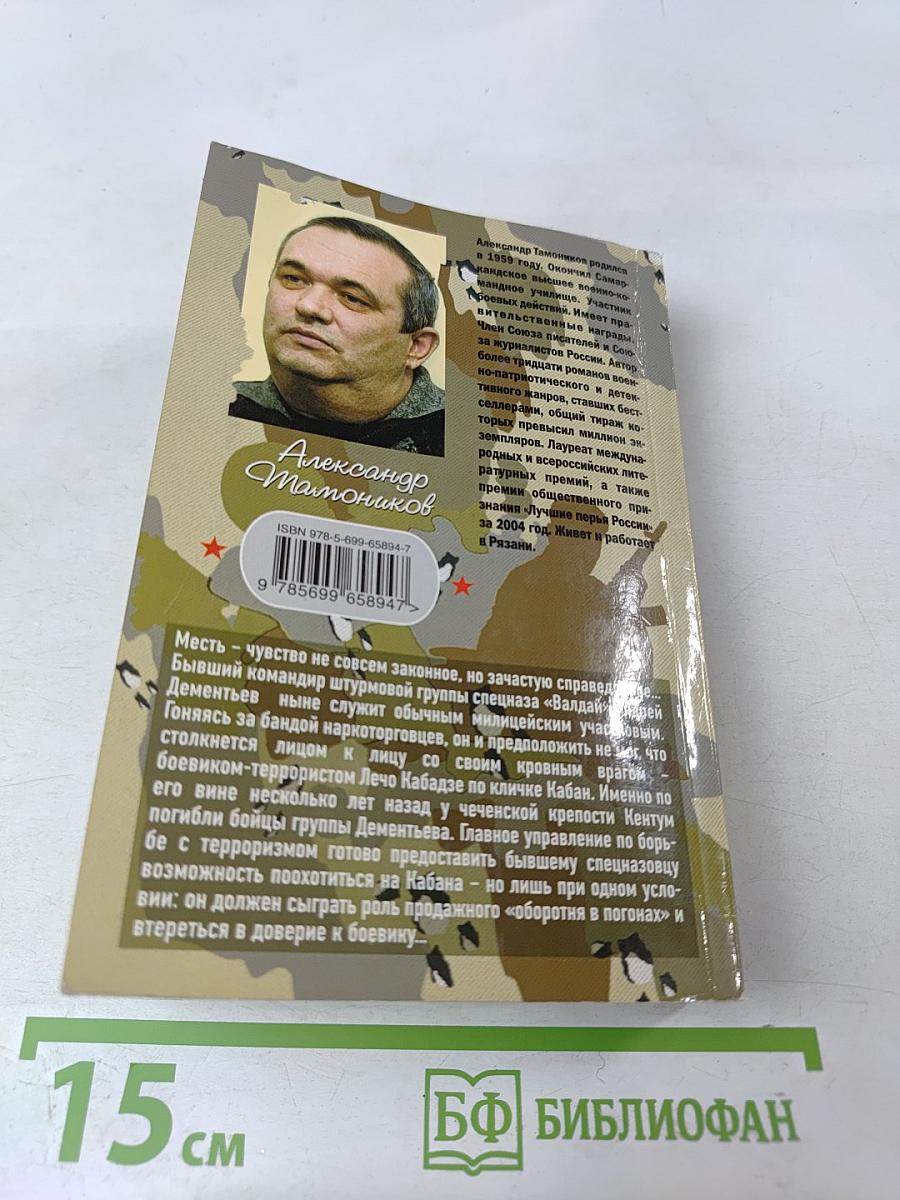 Александр Тамоников родился
в 1959 году. Окончил Самар-
кандское высшее военно-ко-
мандное училище. Участник
боевых действий. Имеет пра-
вительственные награды.
Член Союза писателей и Сою-
за журналистов России. Автор
более тридцати романов воен-
но-патриотического и детек-
тивного жанров, ставших бест-
селлерами, общий тираж ко-
торых превысил миллион эк-
земпляров. Лауреат междуна-
родных и всероссийских лите-
ратурных премий, а также
премии общественного при-
знания «Лучшие перья России»
за 2004 год. Живет и работает
в Рязани.
Александр
Тамоников
ISBN 978-5-699-65894-7
9 785699 658947 >
Месть – чувство не совсем законное, но зачастую
Бывший командир штурмовой группы спецназа «Валдай»
Дементьев ныне служит обычным милицейским участковым.
Гоняясь за бандой наркоторговцев, он и предположить не мог, что
столкнется лицом к лицу со своим кровным врагом –
боевиком-террористом Лечо Кабадзе по кличке Кабан. Именно по
его вине несколько лет назад у чеченской крепости Кентум
погибли бойцы группы Дементьева. Главное управление по борь-
бе с терроризмом готово предоставить бывшему спецназовцу
возможность поохотиться на Кабана – но лишь при одном усло-
вии: он должен сыграть роль продажного «оборотня в погонах» и
втереться в доверие к боевику...
15 см
БФ БИБЛИОФАН